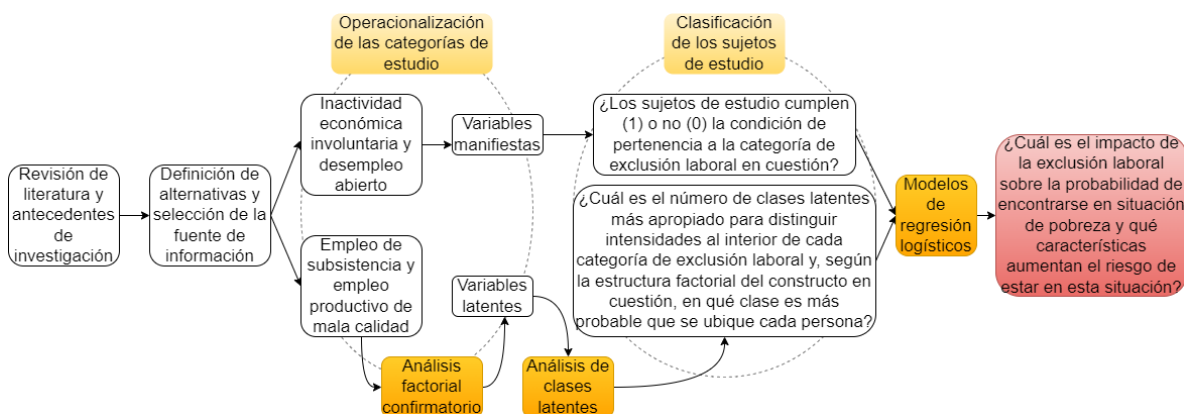 Operacionalización
de las categorías de
estudio
Clasificación
de los sujetos
de estudio
Revisión de
literatura y
antecedentes
de
investigación
Definición de
alternativas y
selección de la
fuente de
información
Inactividad
económica
involuntaria y
desempleo
abierto
Variables
manifiestas
¿Los sujetos de estudio cumplen
(1) o no (0) la condición de
pertenencia a la categoría de
exclusión laboral en cuestión?
Empleo de
subsistencia y
empleo
productivo de
mala calidad
Análisis
factorial
confirmatorio
Variables
latentes
Análisis de
clases
latentes
¿Cuál es el número de clases latentes
más apropiado para distinguir
intensidades al interior de cada
categoría de exclusión laboral y, según
la estructura factorial del constructo en
cuestión, en qué clase es más
probable que se ubique cada persona?
Modelos
de
regresión
logísticos
¿Cuál es el impacto de
la exclusión laboral
sobre la probabilidad de
encontrarse en situación
de pobreza y qué
características
aumentan el riesgo de
estar en esta situación?